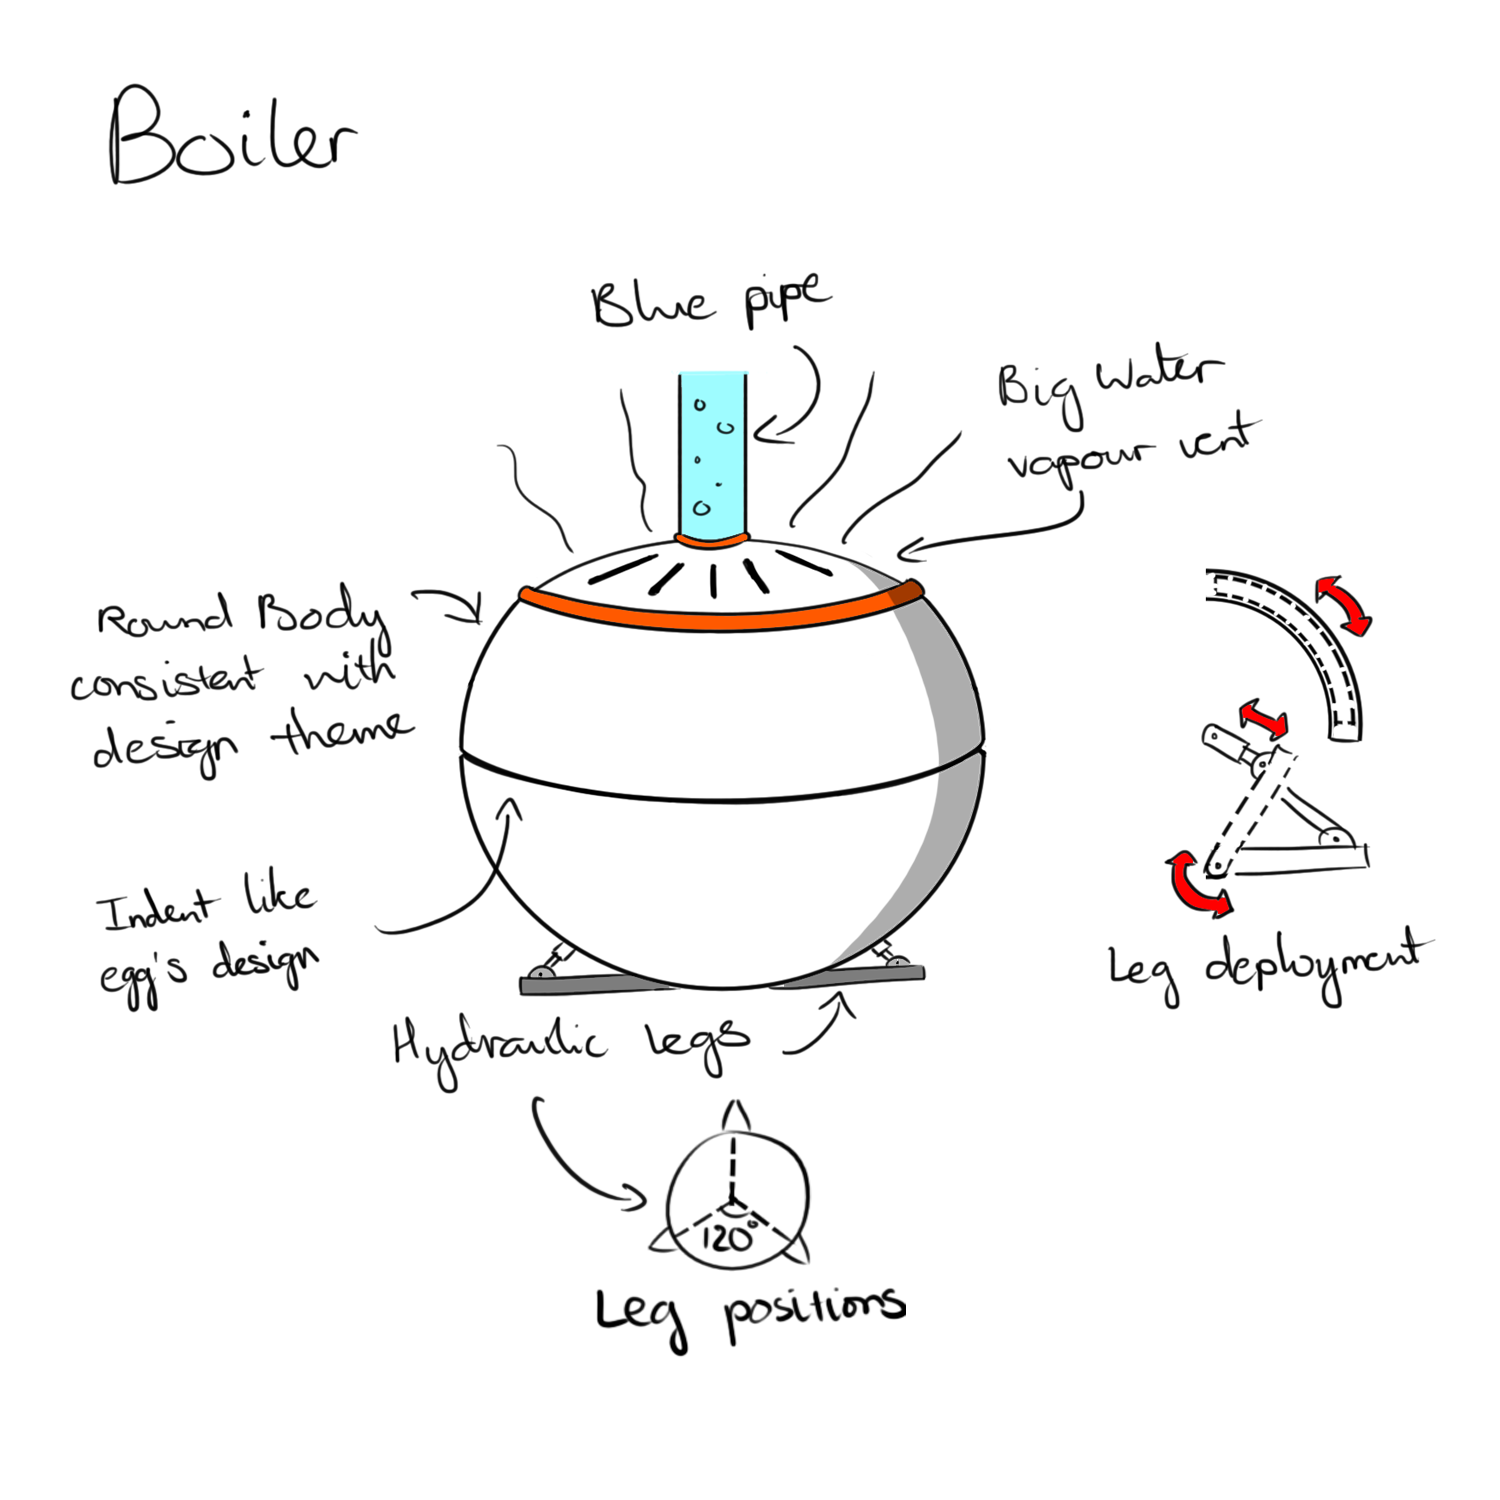 Boiler
Blue pipe
Big Water
vapour vent
Round Body
consistent with
design theme
Indent like
egg's design
Hydraulic legs
Leg deployment
120°
Leg positions